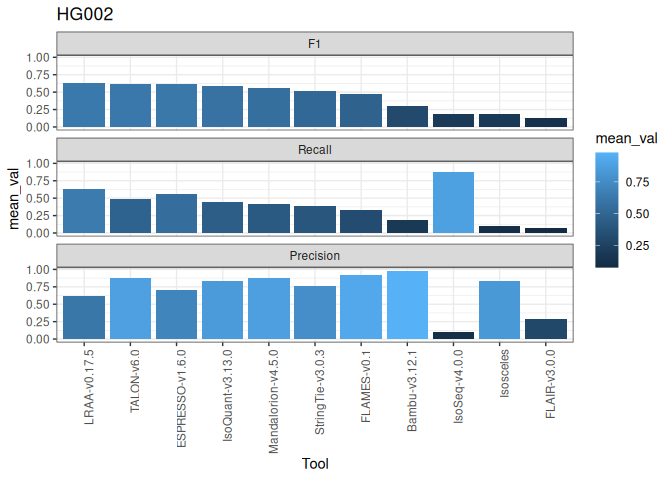 HG002
F1
1.00
0.75
0.50
0.25
0.00
Recall
1.00
0.75
0.50
0.25
0.00
Precision
1.00
0.75
0.50
0.25
0.00
mean_val
LRAA-v0.17.5
TALON-v6.0
ESPRESSO-v1.6.0
IsoQuant-v3.13.0
Mandalorion-v4.5.0
StringTie-v3.0.3
FLAMES-v0.1
Bambu-v3.12.1
IsoSeq-v4.0.0
Isosceles
FLAIR-v3.0.0
Tool
mean_val
0.75
0.50
0.25